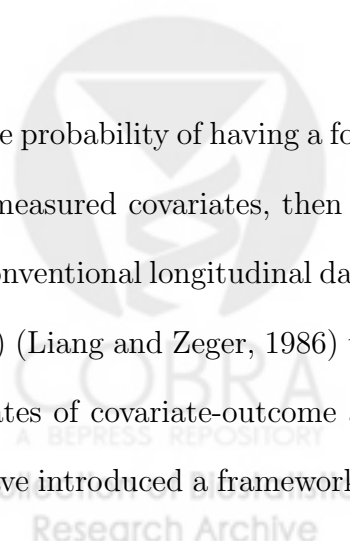 e probability of having a fo
measured covariates, then
onventional longitudinal da
) (Liang and Zeger, 1986)
COBRA
ates of covariate-outcome
A BEPRESS REPOSITORY
ve introduced a framework
Collection of Biostatistics
Research Archive